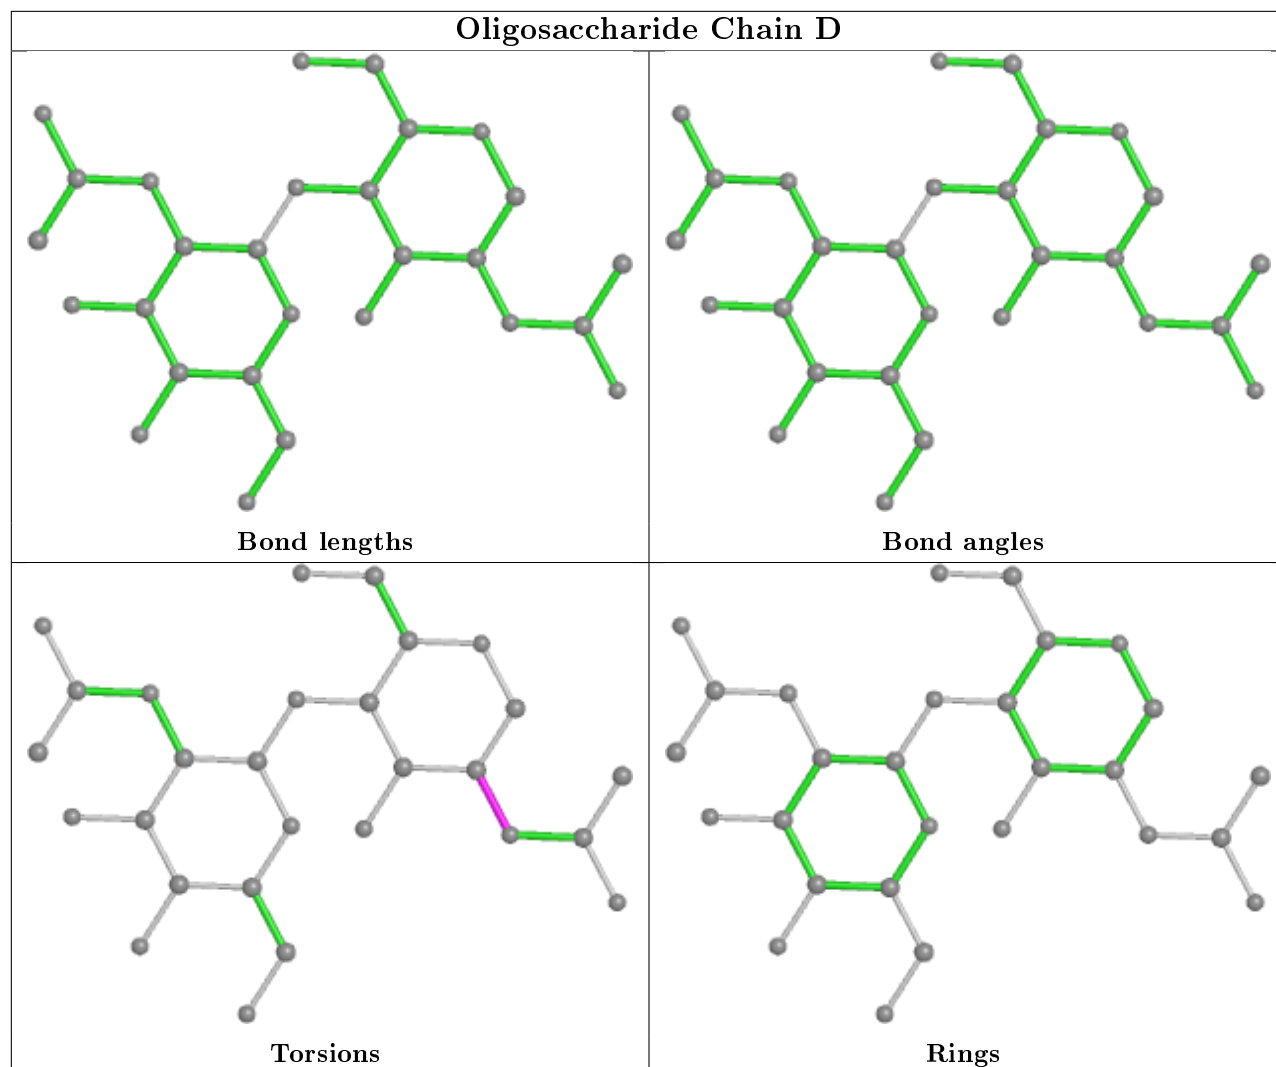 Oligosaccharide Chain D
Bond lengths
Bond angles
Torsions
Rings